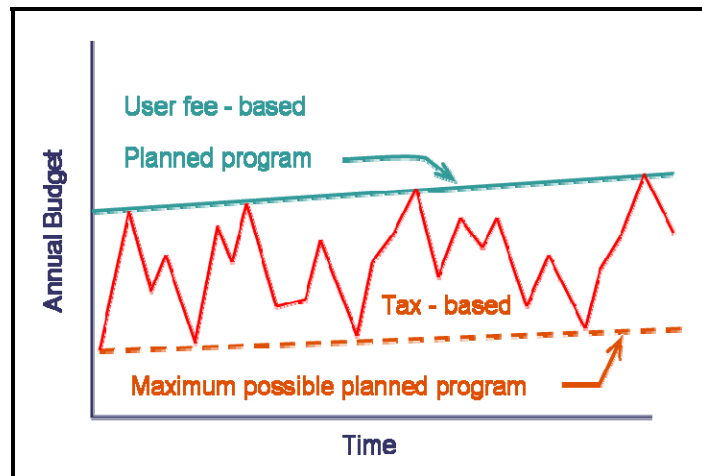 User fee - based
Planned program
Annual Budget
Tax - based
Maximum possible planned program
Time